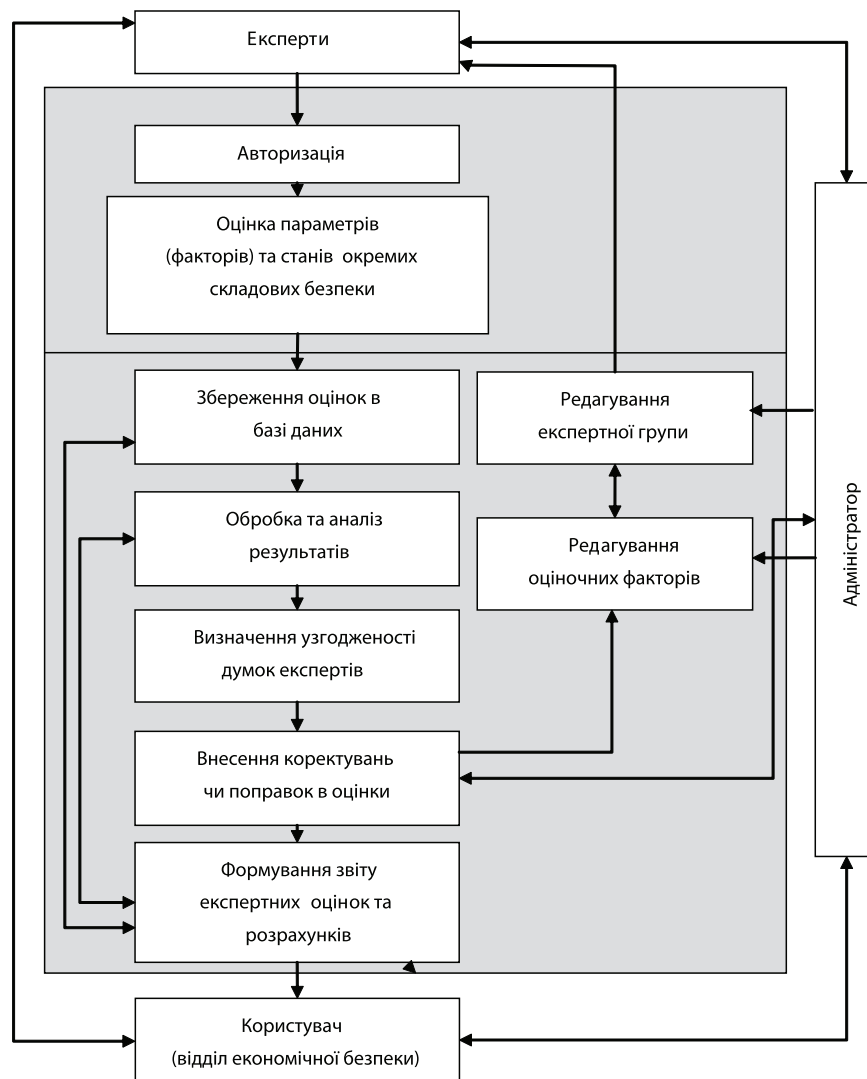 Експерти
Авторизація
Оцінка параметрів
(факторів) та станів окремих
складових безпеки
Збереження оцінок в
базі даних
Редагування
експертної групи
Обробка та аналіз
результатів
Редагування
оціночних факторів
Адміністратор
Визначення узгодженості
думок експертів
Внесення коректувань
чи поправок в оцінки
Формування звіту
експертних оцінок та
розрахунків
Користувач
(відділ економічної безпеки)